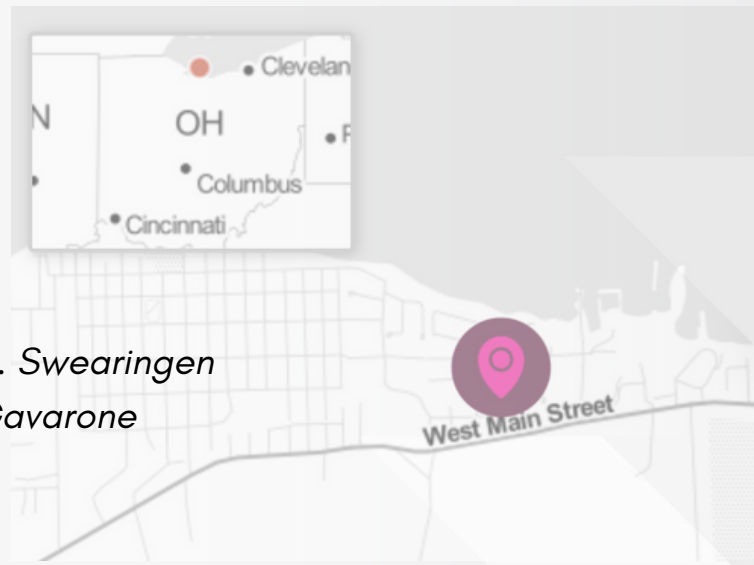 Clevelan
N
OH
F
Columbus
Cincinnati
. Swearingen
Gavarone
West Main Street